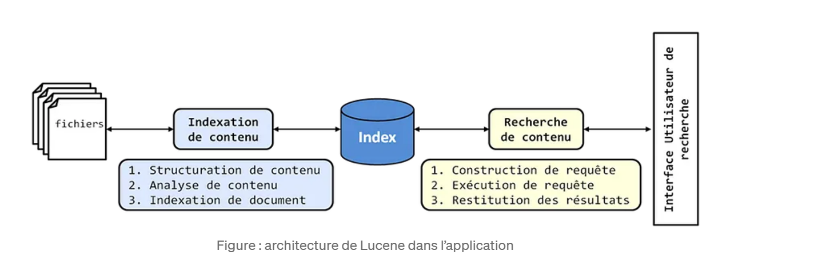 fichiers
Indexation
de contenu
1. Structuration de contenu
2. Analyse de contenu
3. Indexation de document
Index
Recherche
de contenu
1. Construction de requête
2. Exécution de requête
3. Restitution des résultats
Interface Utilisateur de
recherche
Figure : architecture de Lucene dans l’application